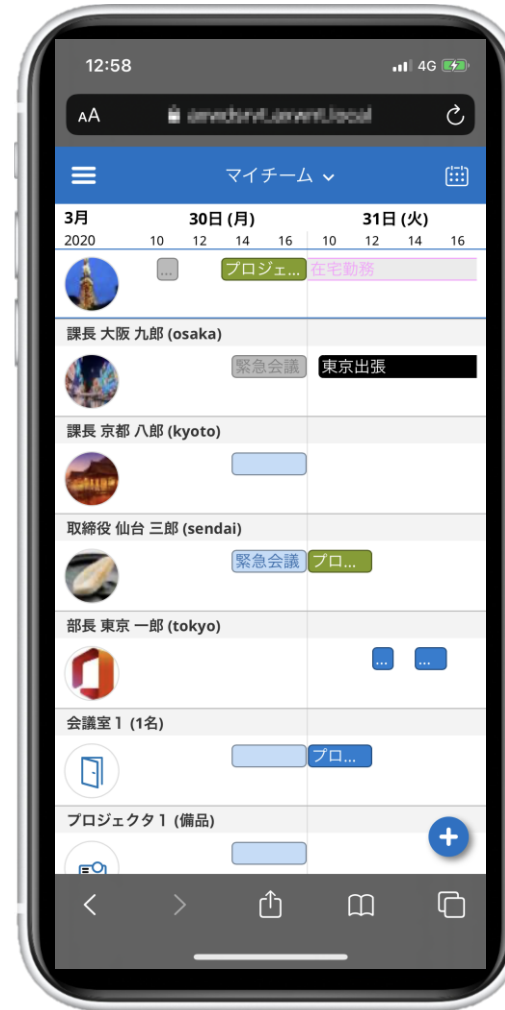 12:58
4G
AA
マイチーム
3月 30日 (月) 31日 (火)
2020 10 12 14 16 10 12 14 16
... プロジェ... 在宅勤務
課長 大阪 九郎 (osaka)
緊急会議 東京出張
課長 京都 八郎 (kyoto)
取締役 仙台 三郎 (sendai)
緊急会議 プロ...
部長 東京 一郎 (tokyo)
... ...
会議室1 (1名)
プロ...
プロジェクタ1 (備品)